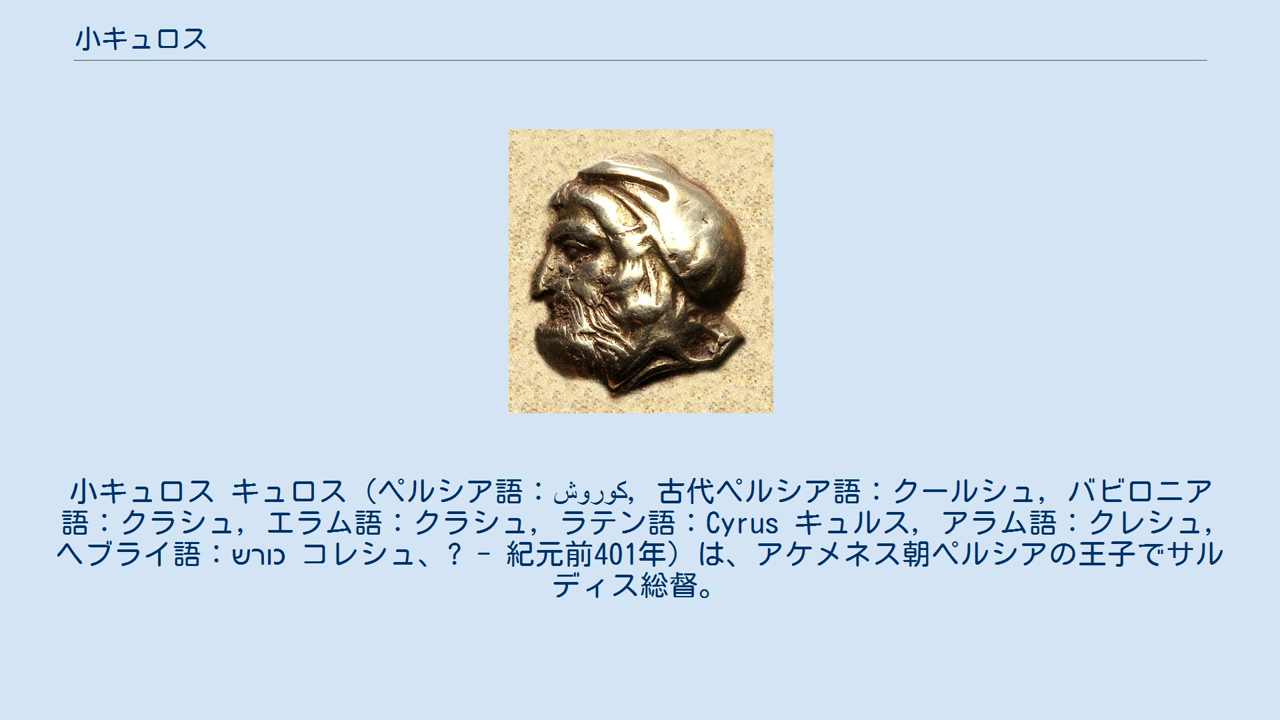 小キュロス
小キュロス キュロス（ペルシア語：کوروش, 古代ペルシア語：クールシュ, バビロニア
語：クラシュ, エラム語：クラシュ, ラテン語：Cyrus キュルス, アラム語：クレシュ,
ヘブライ語：כורש コレシュ、? - 紀元前401年）は、アケメネス朝ペルシアの王子でサル
ディス総督。